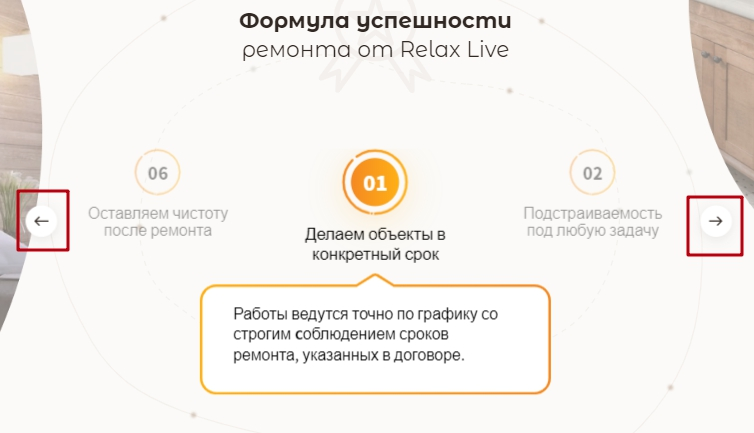 Формула успешности
ремонта от Relax Live
06
Оставляем чистоту
после ремонта
01
Делаем объекты в
конкретный срок
02
Подстраиваемость
под любую задачу
Работы ведутся точно по графику со
строгим соблюдением сроков
ремонта, указанных в договоре.